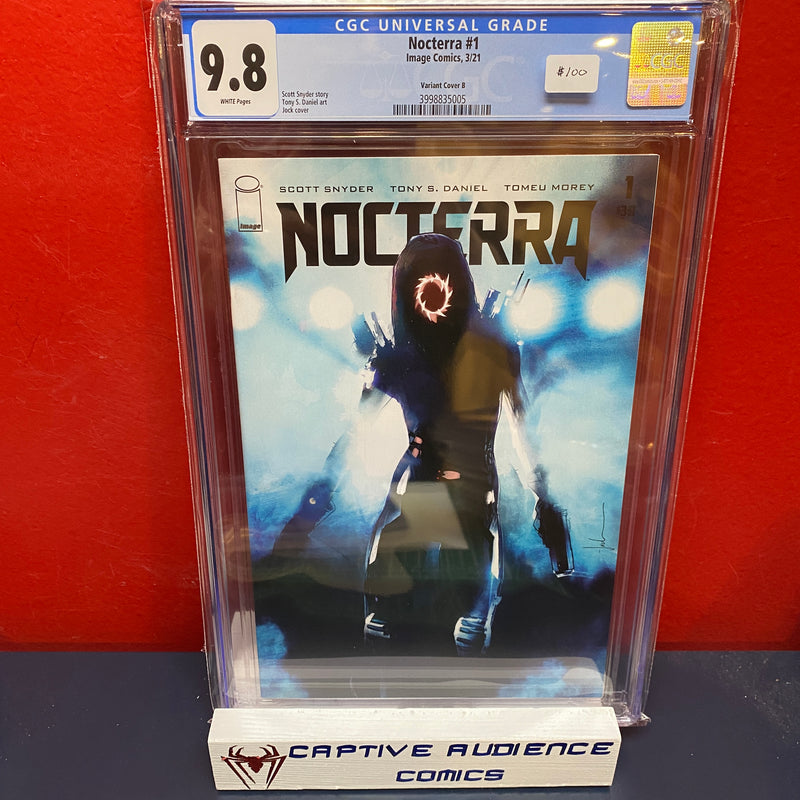 CGC UNIVERSAL GRADE
9.8
WHITE Pages
Nocterra #1
Image Comics, 3/21
Variant Cover B
3998835005
Scott Snyder story
Tony S. Daniel art
Jock cover
#100
CGC
Image
SCOTT SNYDER TONY S. DANIEL TOMEU MOREY
1
NOCTERRA
CAPTIVE AUDIENCE
COMICS